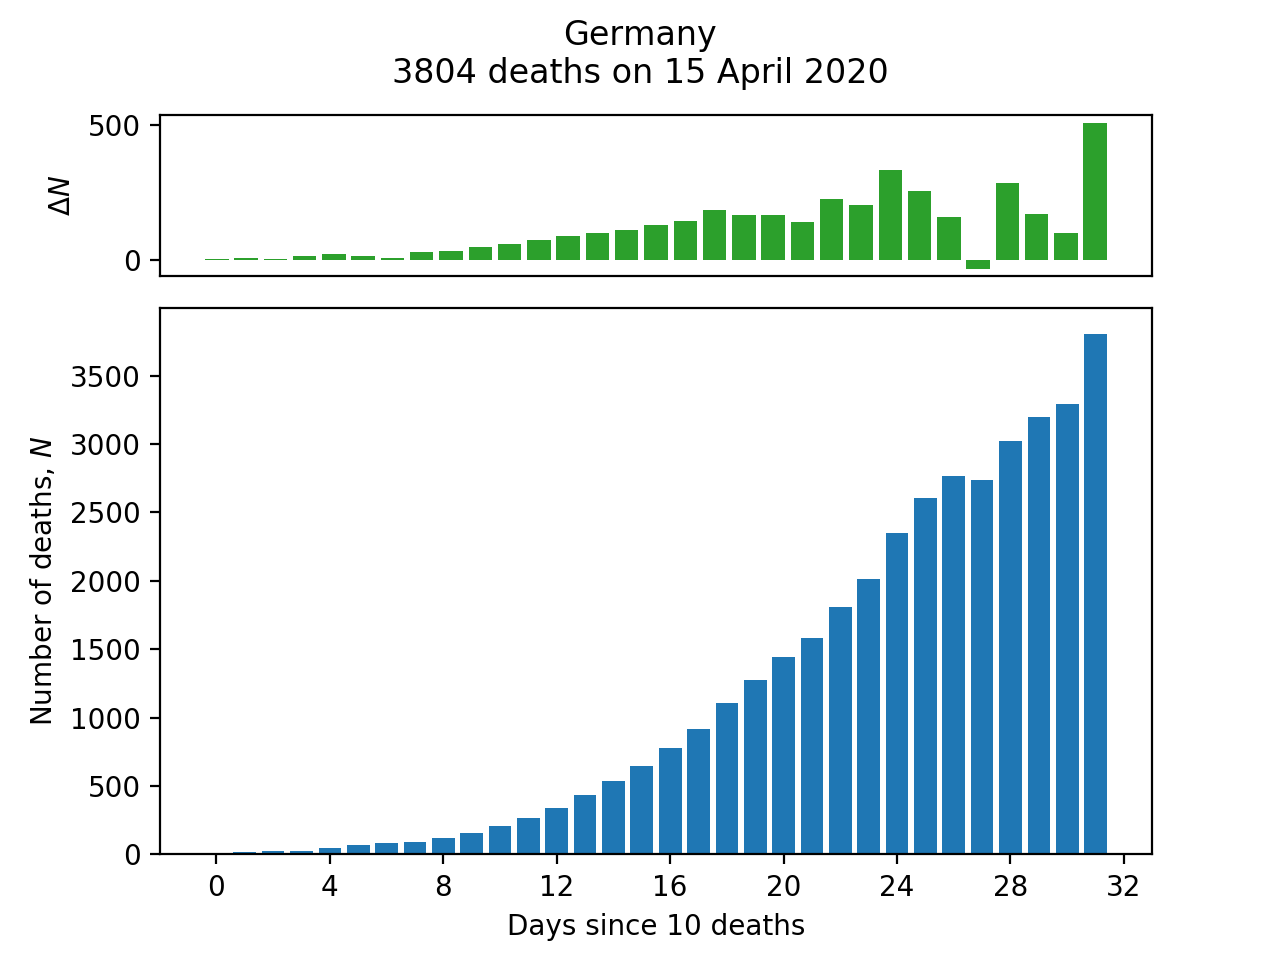 Germany
3804 deaths on 15 April 2020
500
0
ΔN
3500
3000
2500
2000
1500
1000
500
0
Number of deaths, N
0 4 8 12 16 20 24 28 32
Days since 10 deaths